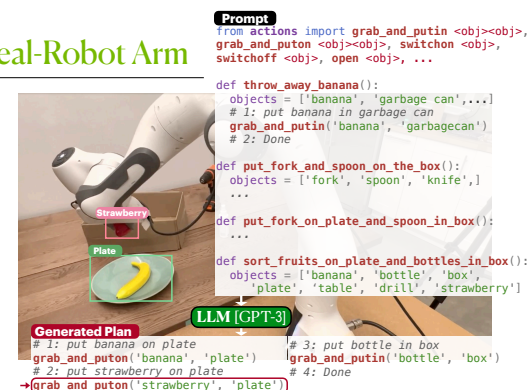 eal-Robot Arm
Prompt
from actions import grab_and_putin <obj><obj>,
grab_and_puton <obj><obj>, switchon <obj>,
switchoff <obj>, open <obj>, ...
def throw_away_banana():
objects = ['banana', 'garbage can',...]
# 1: put banana in garbage can
grab_and_putin('banana', 'garbagecan')
# 2: Done
def put_fork_and_spoon_on_the_box():
objects = ['fork', 'spoon', 'knife',]
...
def put_fork_on_plate_and_spoon_in_box():
...
def sort_fruits_on_plate_and_bottles_in_box():
objects = ['banana', 'bottle', 'box',
'plate', 'table', 'drill', 'strawberry']
Strawberry
Plate
LLM [GPT-3]
Generated Plan
# 1: put banana on plate
grab_and_puton('banana', 'plate')
# 2: put strawberry on plate
grab_and_puton('strawberry', 'plate')
# 3: put bottle in box
grab_and_putin('bottle', 'box')
# 4: Done